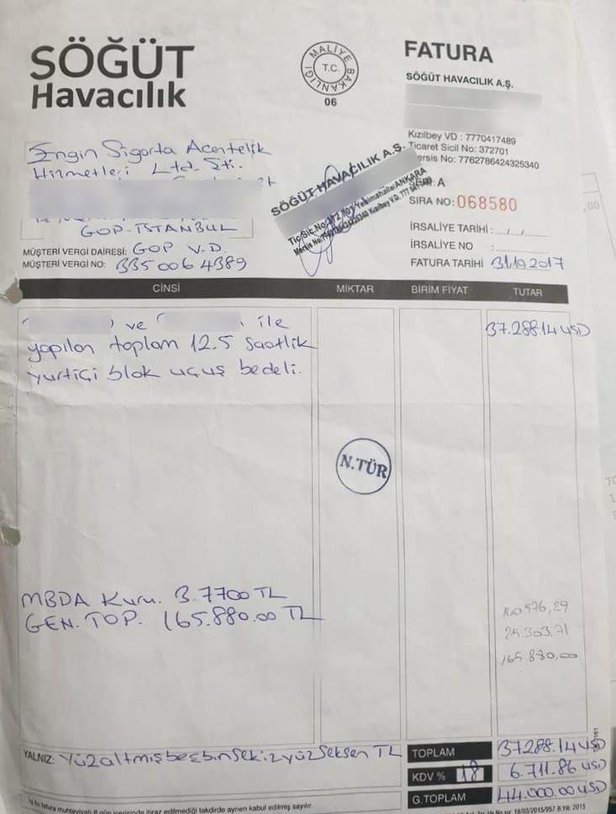 SÖĞÜT
Havacılık
T.C.
MALİYE BAKANLIĞI
06
FATURA
SÖĞÜT HAVACILIK A.Ş.
Kızılbey VD : 7770417489
Ticaret Sicil No: 372701
Mersis No: 7762786424325340
Engin Sigorta Acentelik
Hizmetleri Ltd. Şti.
GOP-İSTANBUL
SÖĞÜT HAVACILIK A.Ş.
A
SIRA NO: 068580
İRSALİYE TARİHİ :
İRSALİYE NO :
MÜŞTERİ VERGİ DAİRESİ: GOP V.D
MÜŞTERİ VERGİ NO: 335 006 4389
FATURA TARİHİ 31.10.2017
CİNSİ MİKTAR BİRİM FİYAT TUTAR
ve ile 37.288.14 USD
yapılan toplam 12.5 saatlik
yurtiçi blok uçuş bedeli.
N.TÜR
MBDA Kuru. 3.7700 TL
GEN. TOP. 165.880.00 TL
140.576,29
25.303,71
165.880,00
YALNIZ: yüzaltmışbeşbinsekizyüzseksen TL
TOPLAM 37.288.14 USD
KDV % 18 6.711.86 USD
G.TOPLAM 44.000.00 USD